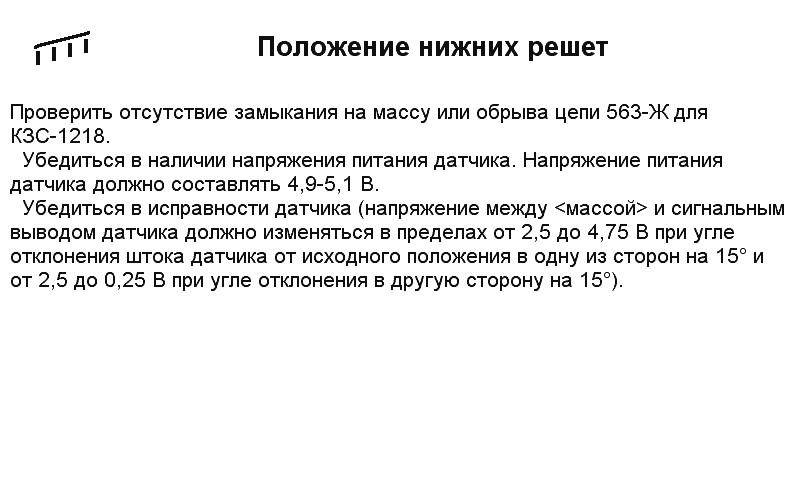 Положение нижних решет
Проверить отсутствие замыкания на массу или обрыва цепи 563-Ж для
КЗС-1218.
Убедиться в наличии напряжения питания датчика. Напряжение питания
датчика должно составлять 4,9-5,1 В.
Убедиться в исправности датчика (напряжение между <массой> и сигнальным
выводом датчика должно изменяться в пределах от 2,5 до 4,75 В при угле
отклонения штока датчика от исходного положения в одну из сторон на 15° и
от 2,5 до 0,25 В при угле отклонения в другую сторону на 15°).